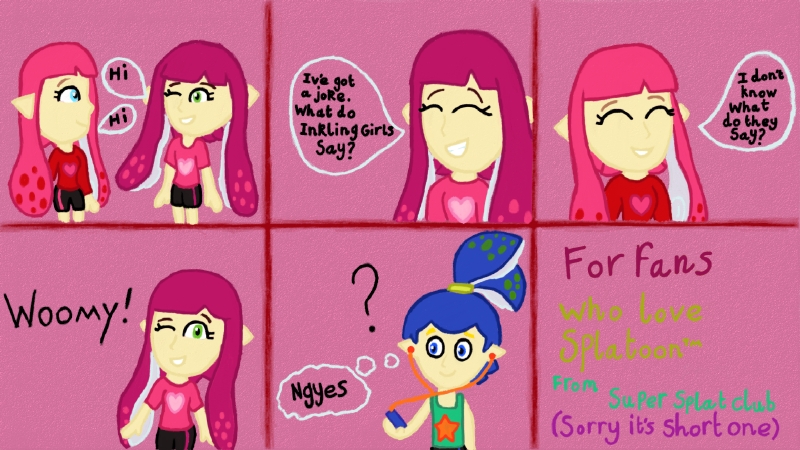 Hi
Hi
I've got
a joke.
What do
Inkling Girls
Say?
I don't
know
What
do they
Say?
Woomy!
?
Ngyes
For Fans
who love
Splatoon™
From Super Splat club
(Sorry it's short one)